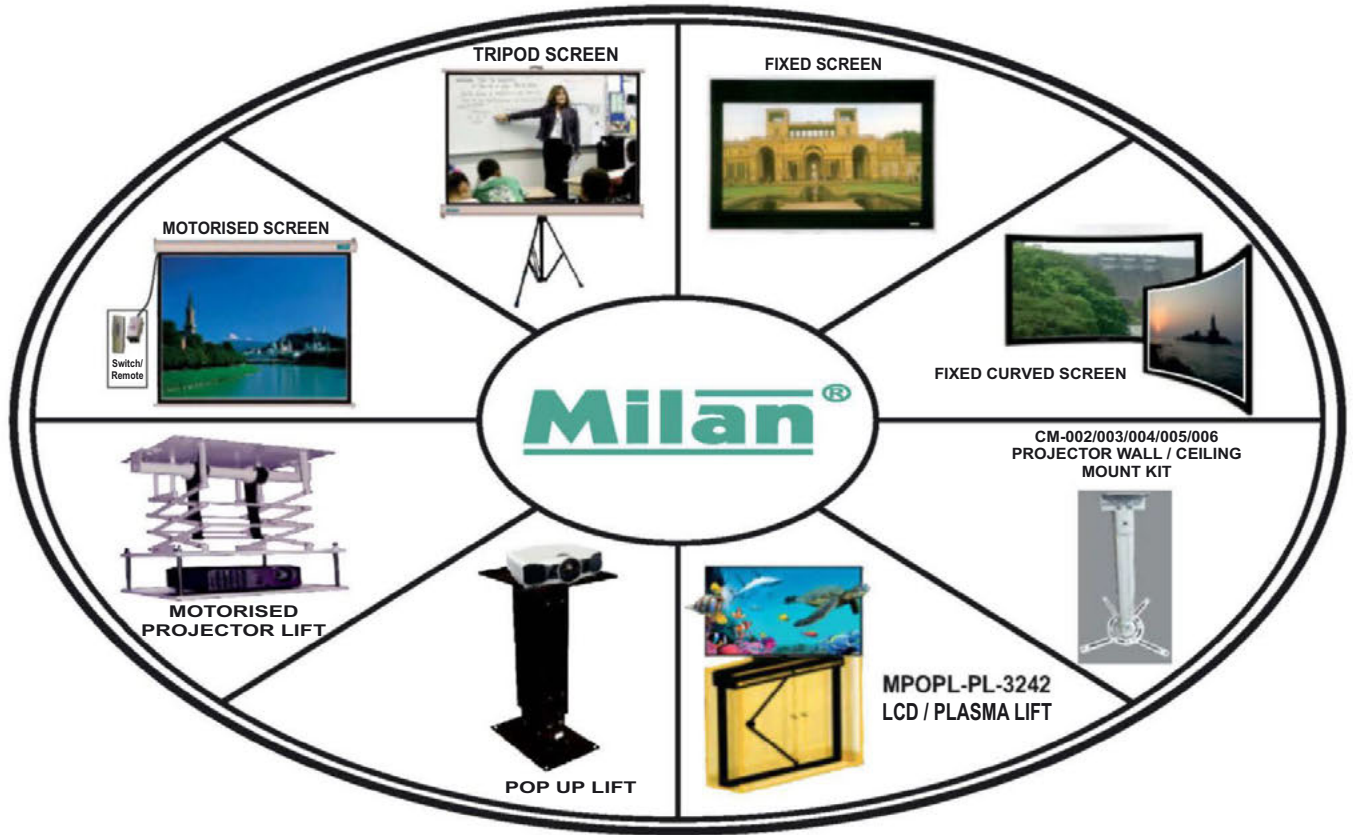 TRIPOD SCREEN
FIXED SCREEN
MOTORISED SCREEN
Switch/
Remote
FIXED CURVED SCREEN
Milan®
CM-002/003/004/005/006
PROJECTOR WALL / CEILING
MOUNT KIT
MOTORISED
PROJECTOR LIFT
POP UP LIFT
MPOPL-PL-3242
LCD / PLASMA LIFT